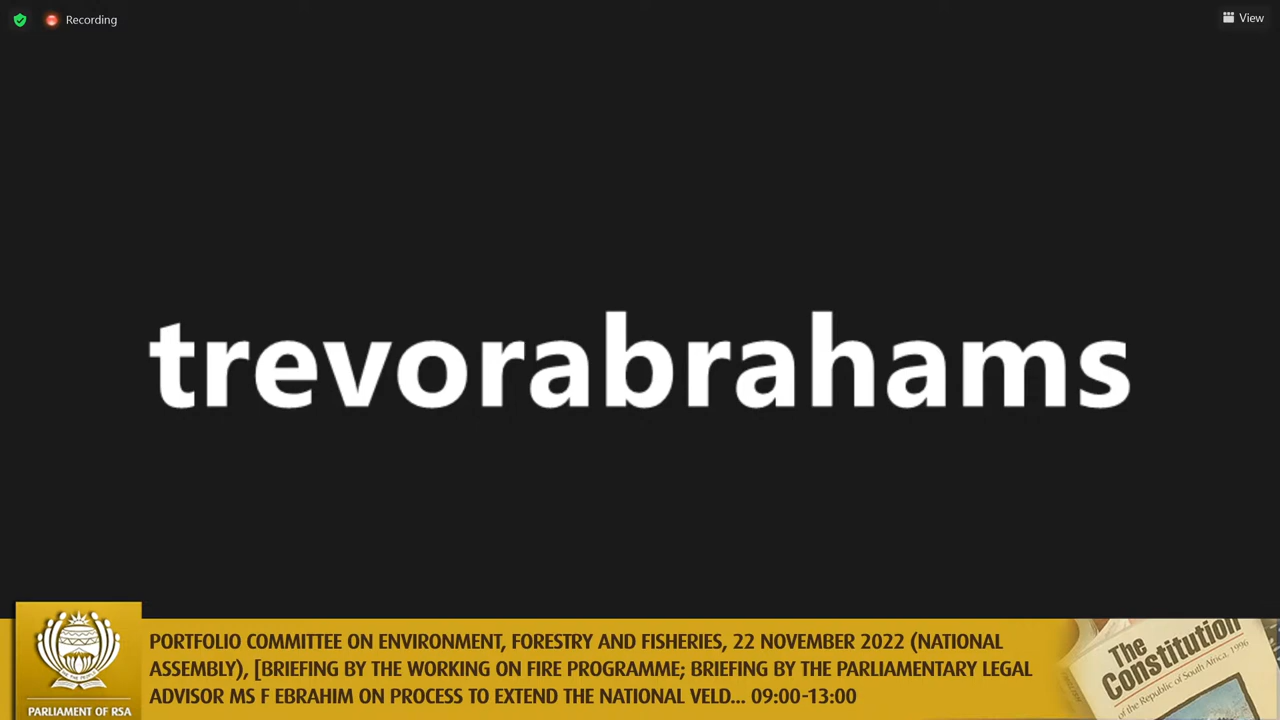 Recording
View
trevorabrahams
PORTFOLIO COMMITTEE ON ENVIRONMENT, FORESTRY AND FISHERIES, 22 NOVEMBER 2022 (NATIONAL
ASSEMBLY), [BRIEFING BY THE WORKING ON FIRE PROGRAMME; BRIEFING BY THE PARLIAMENTARY LEGAL
ADVISOR MS F EBRAHIM ON PROCESS TO EXTEND THE NATIONAL VELD... 09:00-13:00
PARLIAMENT OF RSA
The
Constitution
of the Republic of South Africa, 1996